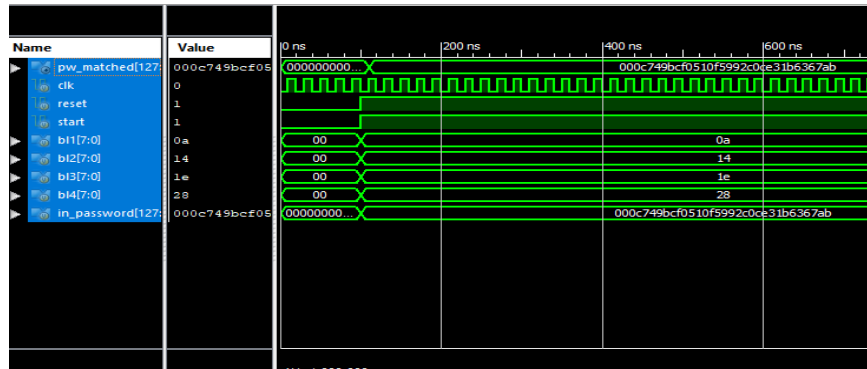 Name Value 0 ns 200 ns 400 ns 600 ns
pw_matched[127: 000c749bcf05 000000000... 000c749bcf0510f5992c0ce31b6367ab
clk 0
reset 1
start 1
bl1[7:0] 0a 00 0a
bl2[7:0] 14 00 14
bl3[7:0] 1e 00 1e
bl4[7:0] 28 00 28
in_password[127: 000c749bcf05 00000000... 000c749bcf0510f5992c0ce31b6367ab